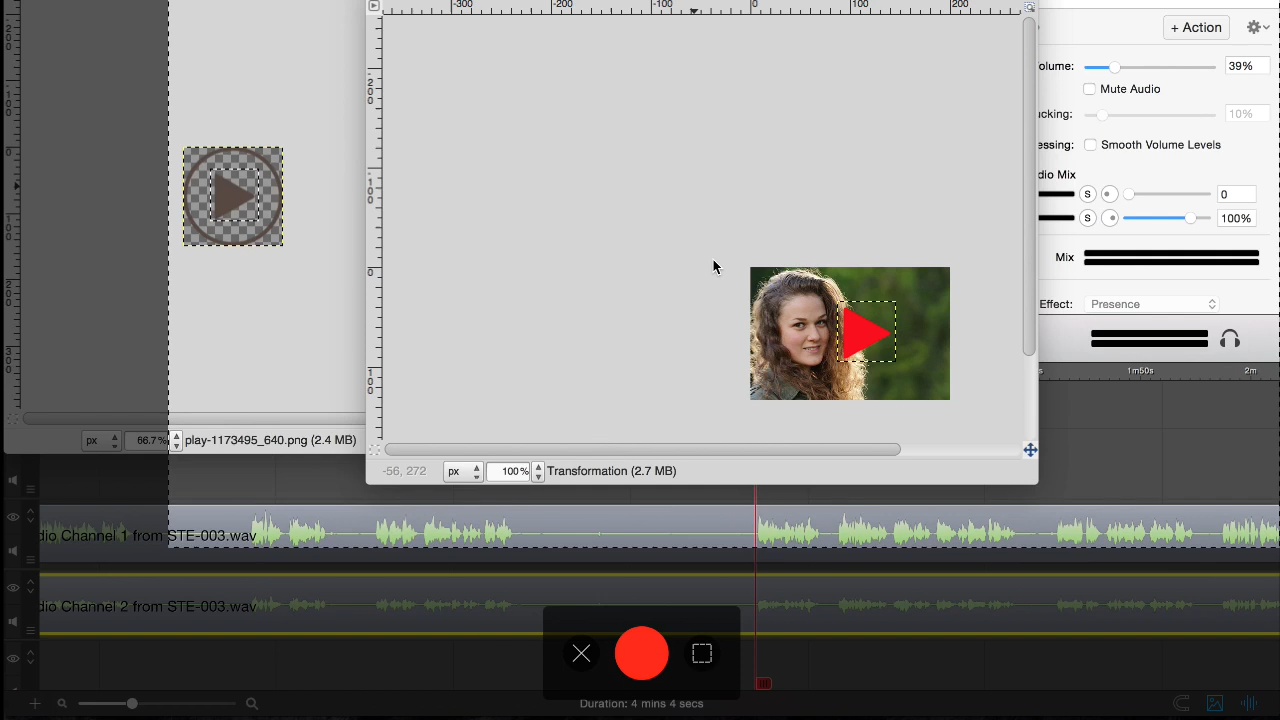 -300 -200 -100 0 100 200
+ Action
olume: 39%
Mute Audio
ucking: 10%
essing: Smooth Volume Levels
dio Mix
S 0
S 100%
Mix
Effect: Presence
1m50s 2m
px 66.7% play-1173495_640.png (2.4 MB)
-56, 272 px 100% Transformation (2.7 MB)
dio Channel 1 from STE-003.wav
dio Channel 2 from STE-003.wav
Duration: 4 mins 4 secs